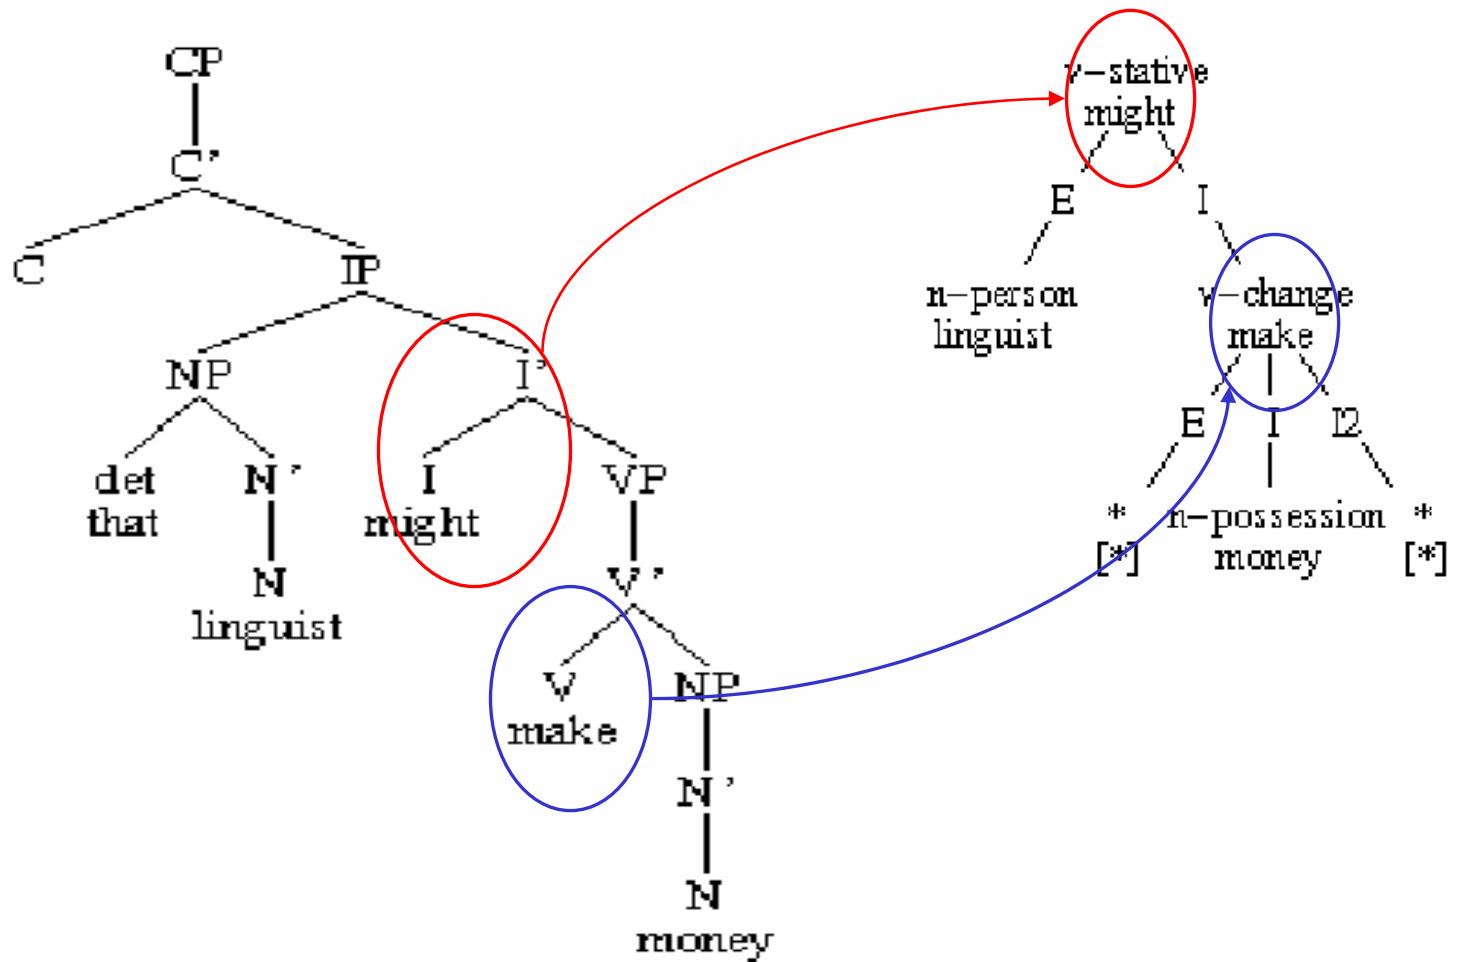 CP
C'
C
IP
NP
I'
det
that
N'
I
might
VP
N
linguist
V'
V
make
NP
N'
N
money
v-stative
might
E
I
n-person
linguist
v-change
make
E
I
I2
*
[*]
n-possession
money
*
[*]